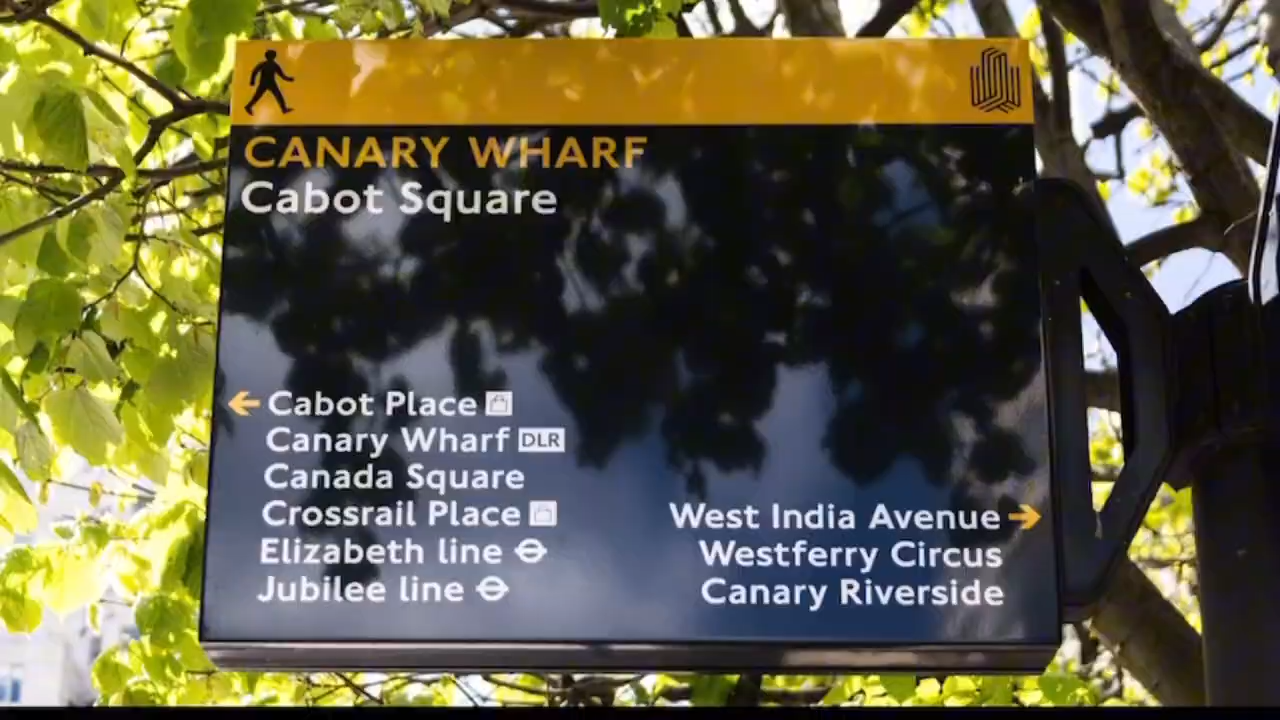 CANARY WHARF
Cabot Square
Cabot Place
Canary Wharf DLR
Canada Square
Crossrail Place
Elizabeth line
Jubilee line
West India Avenue
Westferry Circus
Canary Riverside